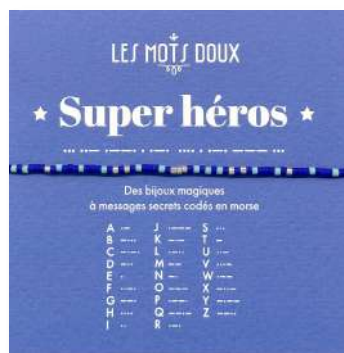 LES MOTS DOUX
Super héros
Des bijoux magiques
à messages secrets codés en morse
A J S
B K T
C L U
D M V
E N W
F O X
G P Y
H Q Z
I R